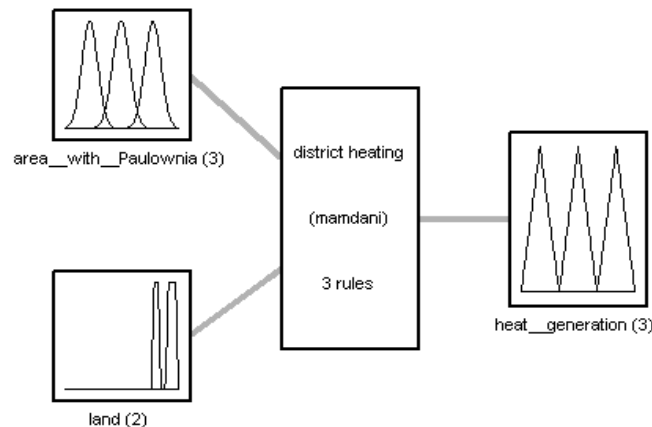 area__with__Paulownia (3)
land (2)
district heating
(mamdani)
3 rules
heat__generation (3)